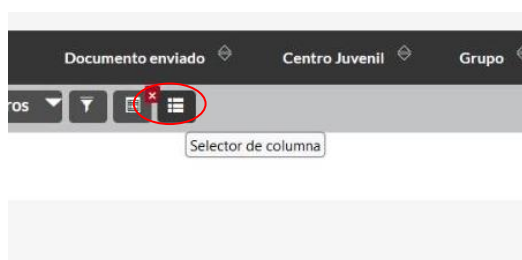 Documento enviado Centro Juvenil Grupo
ros
Selector de columna